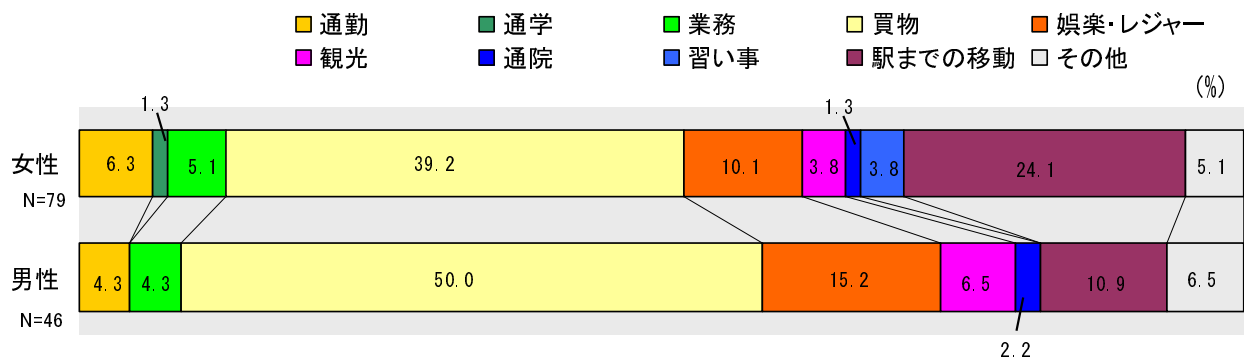 通勤 通学 業務 買物 娯楽・レジャー
観光 通院 習い事 駅までの移動 その他
(%)
1.3 1.3
女性 6.3 5.1 39.2 10.1 3.8 3.8 24.1 5.1
N=79
男性 4.3 4.3 50.0 15.2 6.5 10.9 6.5
N=46
2.2